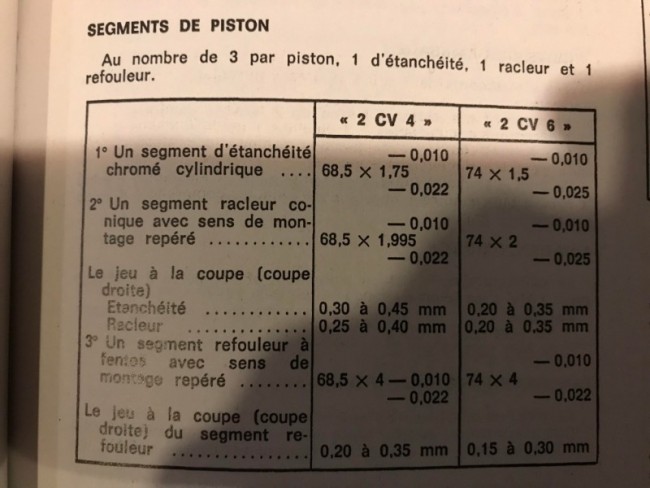 SEGMENTS DE PISTON
Au nombre de 3 par piston, 1 d'étanchéité, 1 racleur et 1
refouleur.
« 2 CV 4 » « 2 CV 6 »
1° Un segment d'étanchéité — 0,010 — 0,010
chromé cylindrique .... 68,5 × 1,75 74 × 1,5
— 0,022 — 0,025
2° Un segment racleur co-
nique avec sens de mon- — 0,010 — 0,010
tage repéré ............ 68,5 × 1,995 74 × 2
— 0,022 — 0,025
Le jeu à la coupe (coupe
droite)
Etanchéité ............ 0,30 à 0,45 mm 0,20 à 0,35 mm
Racleur .............. 0,25 à 0,40 mm 0,20 à 0.35 mm
3° Un segment refouleur à
fentes avec sens de — 0,010
montage repéré ........ 68,5 × 4 — 0,010 74 × 4
— 0,022 — 0,022
Le jeu à la coupe (coupe
droite) du segment re-
fouleur .............. 0,20 à 0,35 mm 0,15 à 0,30 mm